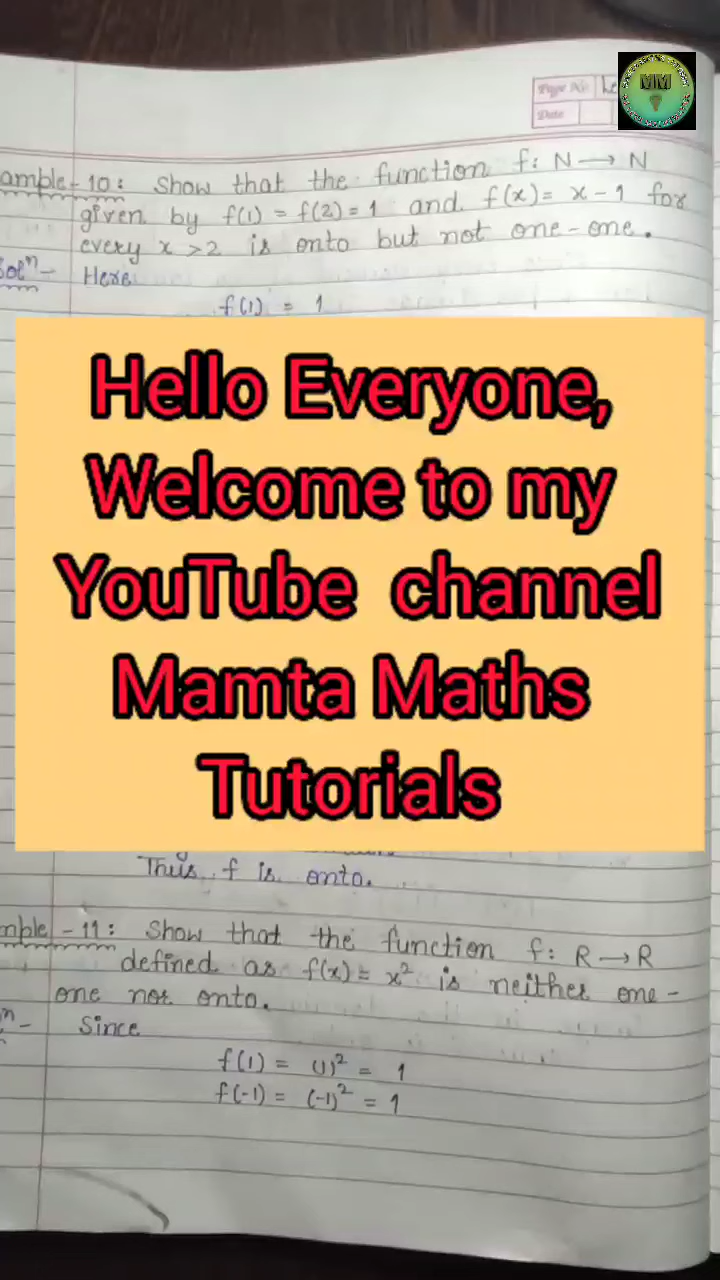 Page No.
Date
MM
ample-10: Show that the function f: N → N
given by f(1) = f(2) = 1 and f(x) = x - 1 for
every x > 2 is onto but not one-one.
Solⁿ- Here
f(1) = 1
Hello Everyone,
Welcome to my
YouTube channel
Mamta Maths
Tutorials
Thus f is onto.
mple - 11: Show that the function f: R → R
defined as f(x) = x² is neither one-
one nor onto.
ⁿ- Since
f(1) = (1)² = 1
f(-1) = (-1)² = 1